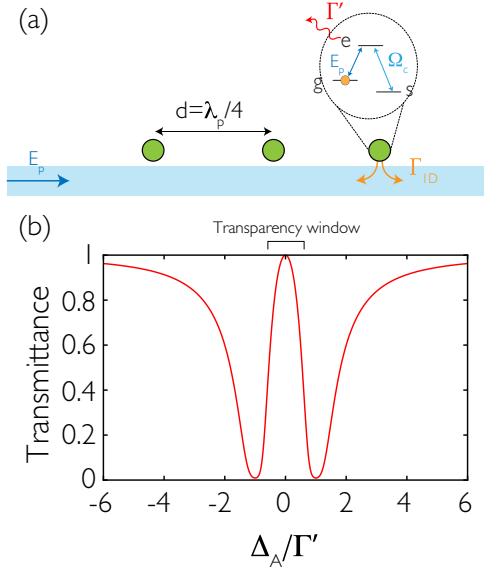 (a)
Γ'
e
E_p
Ω_c
g
s
d=λ_p/4
E_p
Γ_1D
(b)
Transparency window
1
0.8
0.6
0.4
0.2
0
Transmittance
-6
-4
-2
0
2
4
6
Δ_A/Γ'